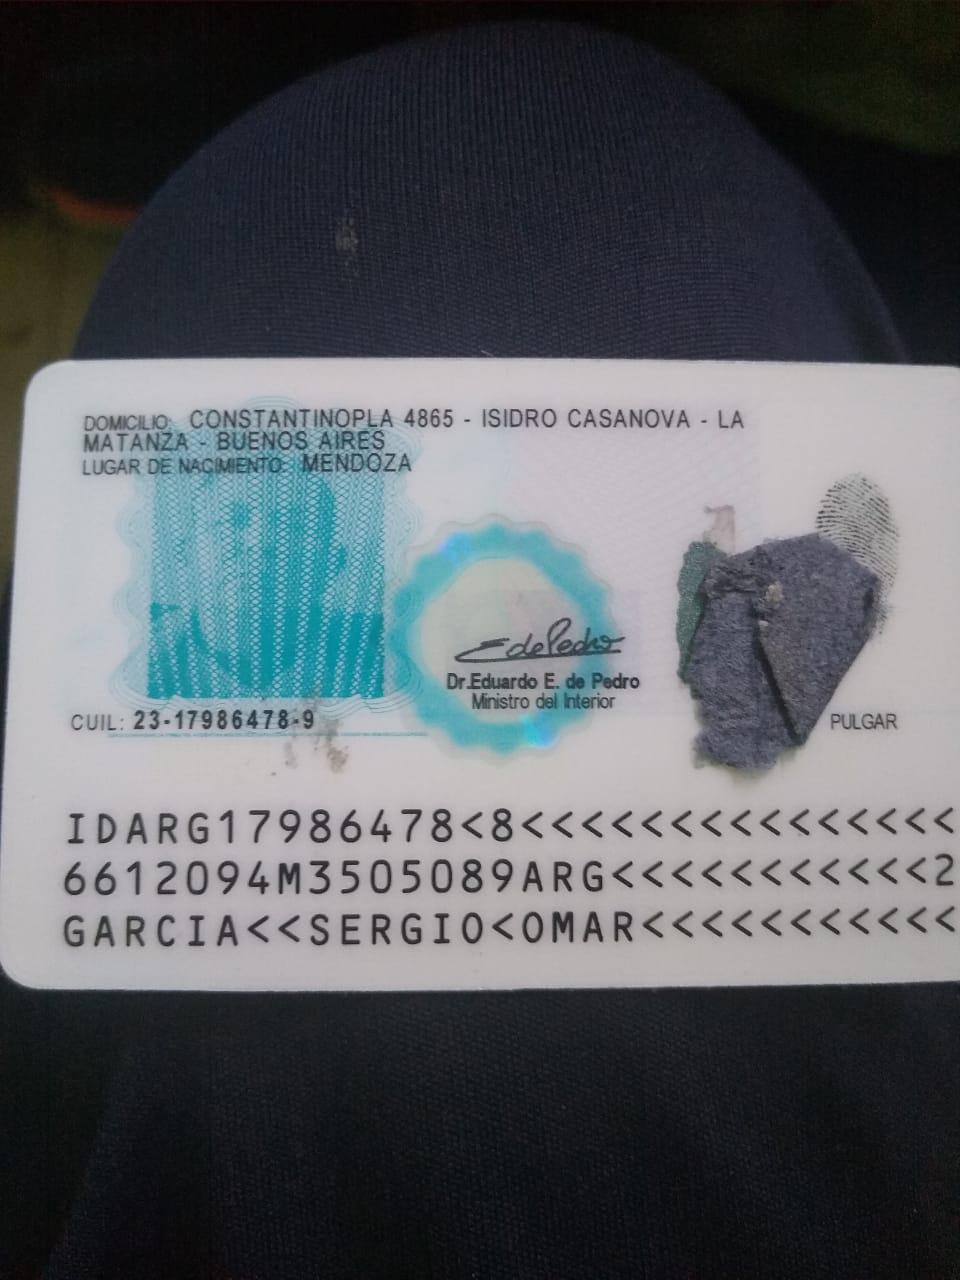 DOMICILIO: CONSTANTINOPLA 4865 - ISIDRO CASANOVA - LA
MATANZA - BUENOS AIRES
LUGAR DE NACIMIENTO: MENDOZA
EdePedro
Dr.Eduardo E. de Pedro
Ministro del Interior
CUIL: 23-17986478-9
PULGAR
IDARG17986478<8<<<<<<<<<<<<<<<
6612094M3505089ARG<<<<<<<<<<<2
GARCIA<<SERGIO<OMAR<<<<<<<<<<<